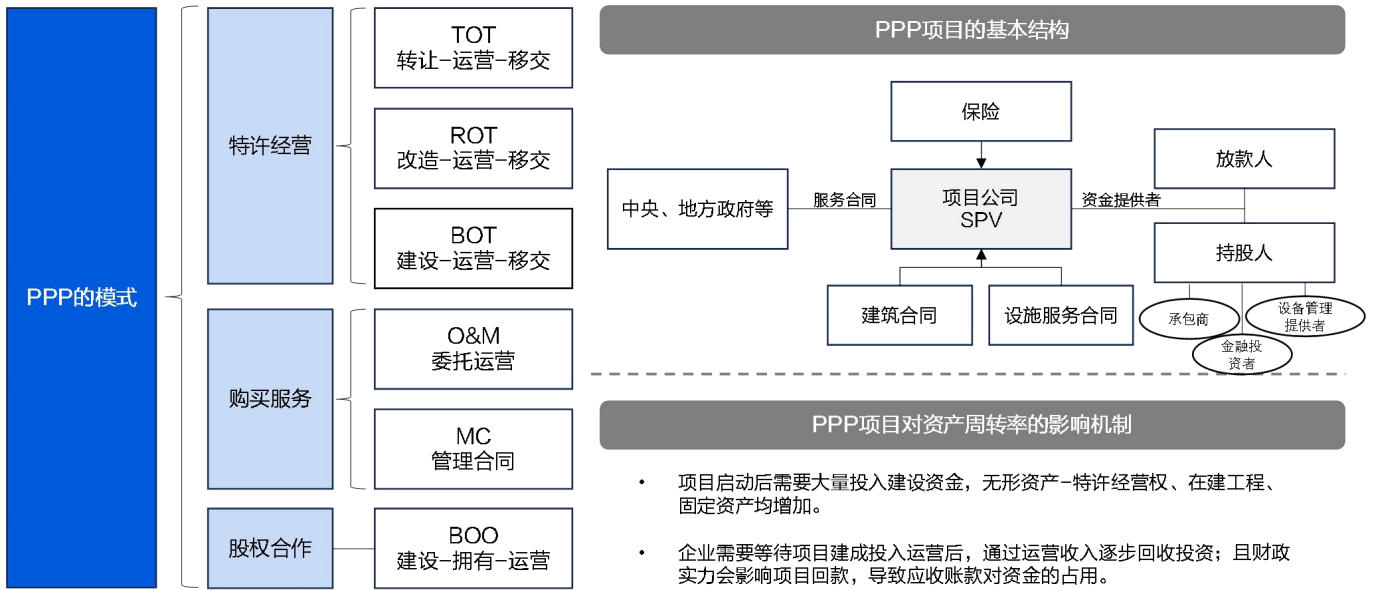 PPP的模式
特许经营
TOT
转让-运营-移交
ROT
改造-运营-移交
BOT
建设-运营-移交
购买服务
O&M
委托运营
MC
管理合同
股权合作
BOO
建设-拥有-运营
PPP项目的基本结构
保险
中央、地方政府等
服务合同
项目公司
SPV
资金提供者
放款人
持股人
建筑合同
设施服务合同
承包商
金融投
资者
设备管理
提供者
PPP项目对资产周转率的影响机制
• 项目启动后需要大量投入建设资金，无形资产-特许经营权、在建工程、
固定资产均增加。
• 企业需要等待项目建成投入运营后，通过运营收入逐步回收投资；且财政
实力会影响项目回款，导致应收账款对资金的占用。